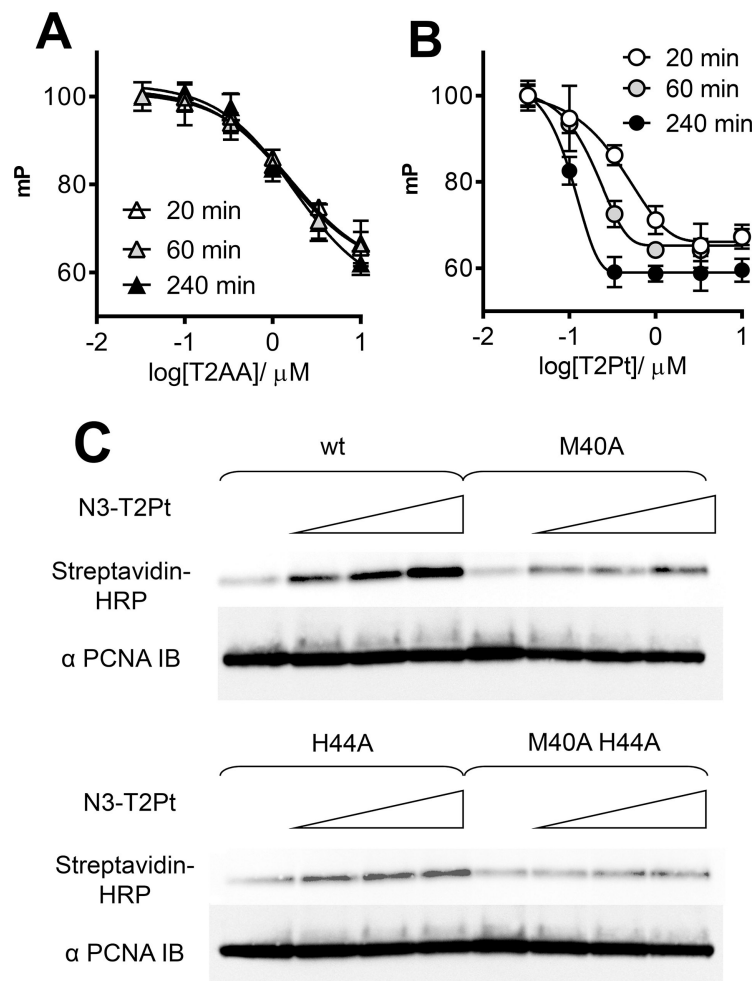 A
mP
100
80
60
-2
-1
0
1
log[T2AA]/ μM
20 min
60 min
240 min
B
mP
100
80
60
-2
-1
0
1
log[T2Pt]/ μM
20 min
60 min
240 min
C
wt
M40A
N3-T2Pt
Streptavidin-
HRP
α PCNA IB
H44A
M40A H44A
N3-T2Pt
Streptavidin-
HRP
α PCNA IB